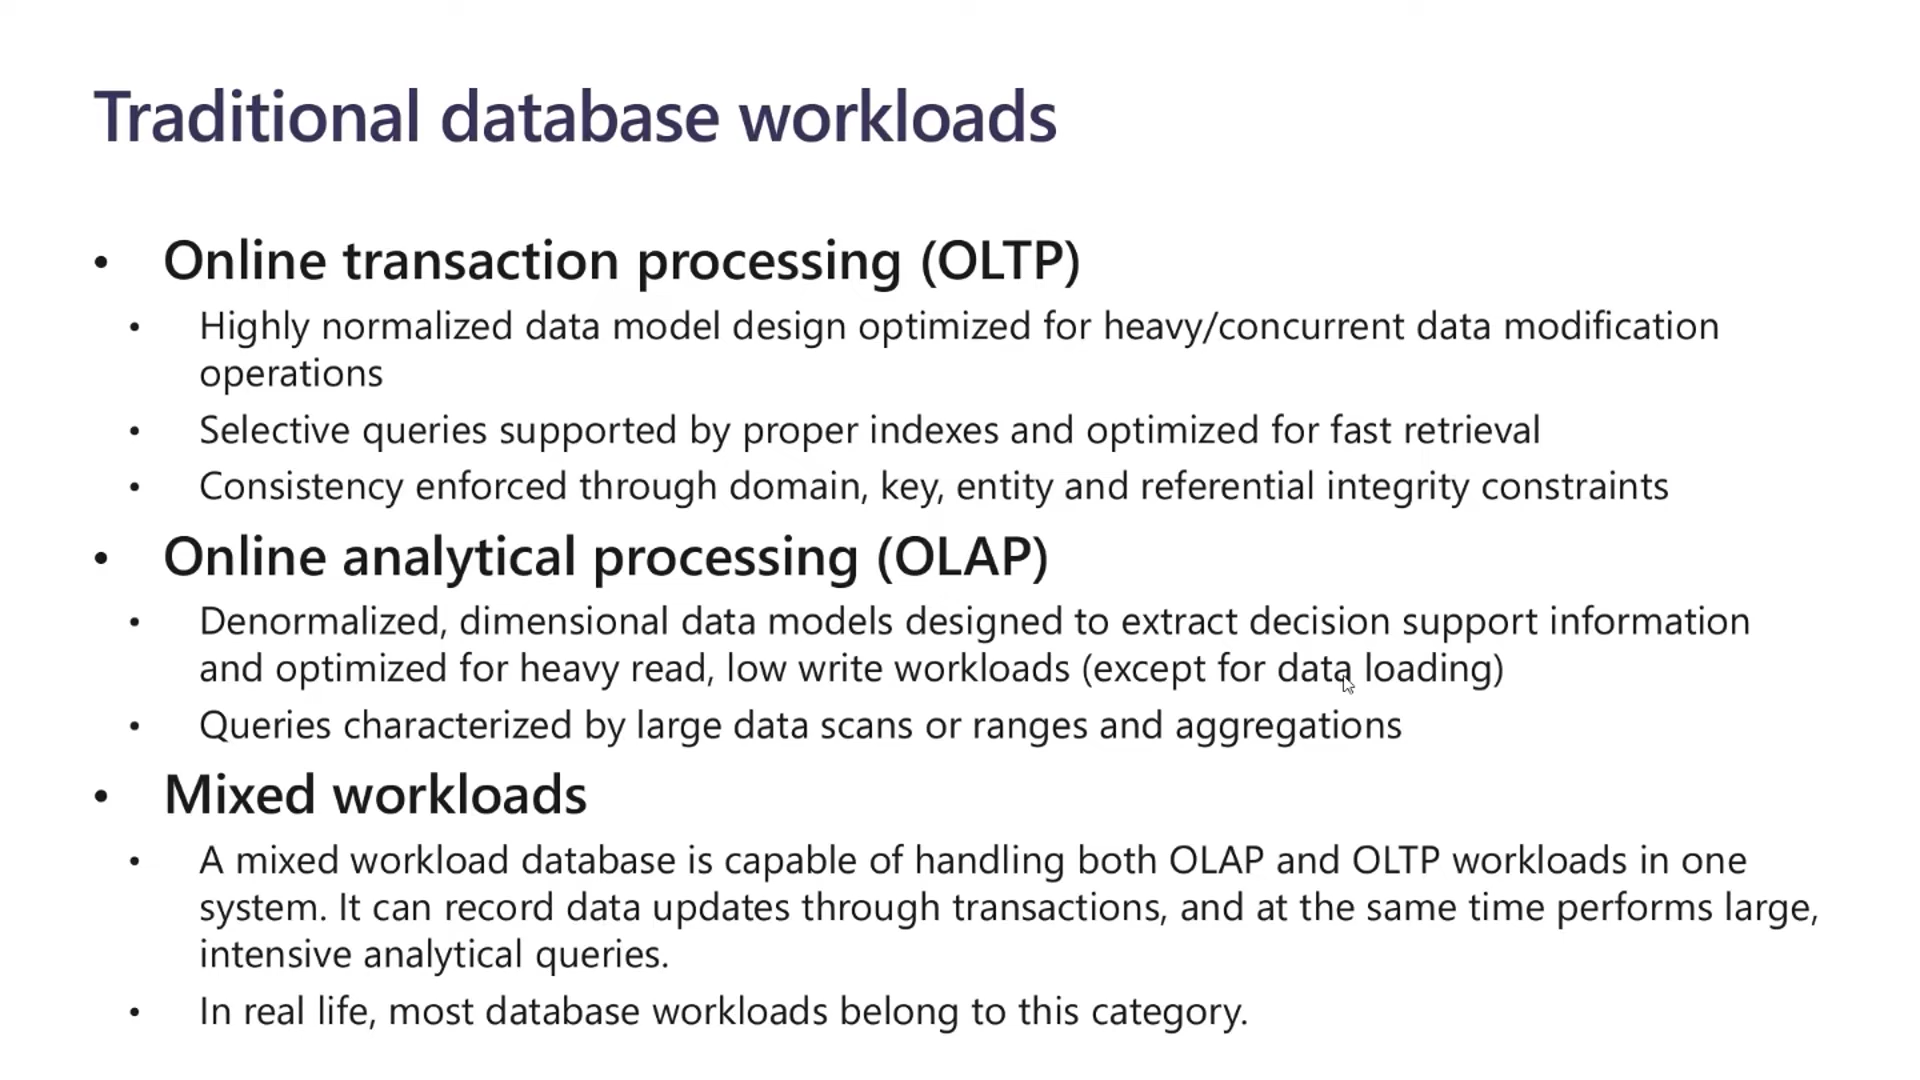 Traditional database workloads
• Online transaction processing (OLTP)
• Highly normalized data model design optimized for heavy/concurrent data modification
operations
• Selective queries supported by proper indexes and optimized for fast retrieval
• Consistency enforced through domain, key, entity and referential integrity constraints
• Online analytical processing (OLAP)
• Denormalized, dimensional data models designed to extract decision support information
and optimized for heavy read, low write workloads (except for data loading)
• Queries characterized by large data scans or ranges and aggregations
• Mixed workloads
• A mixed workload database is capable of handling both OLAP and OLTP workloads in one
system. It can record data updates through transactions, and at the same time performs large,
intensive analytical queries.
• In real life, most database workloads belong to this category.